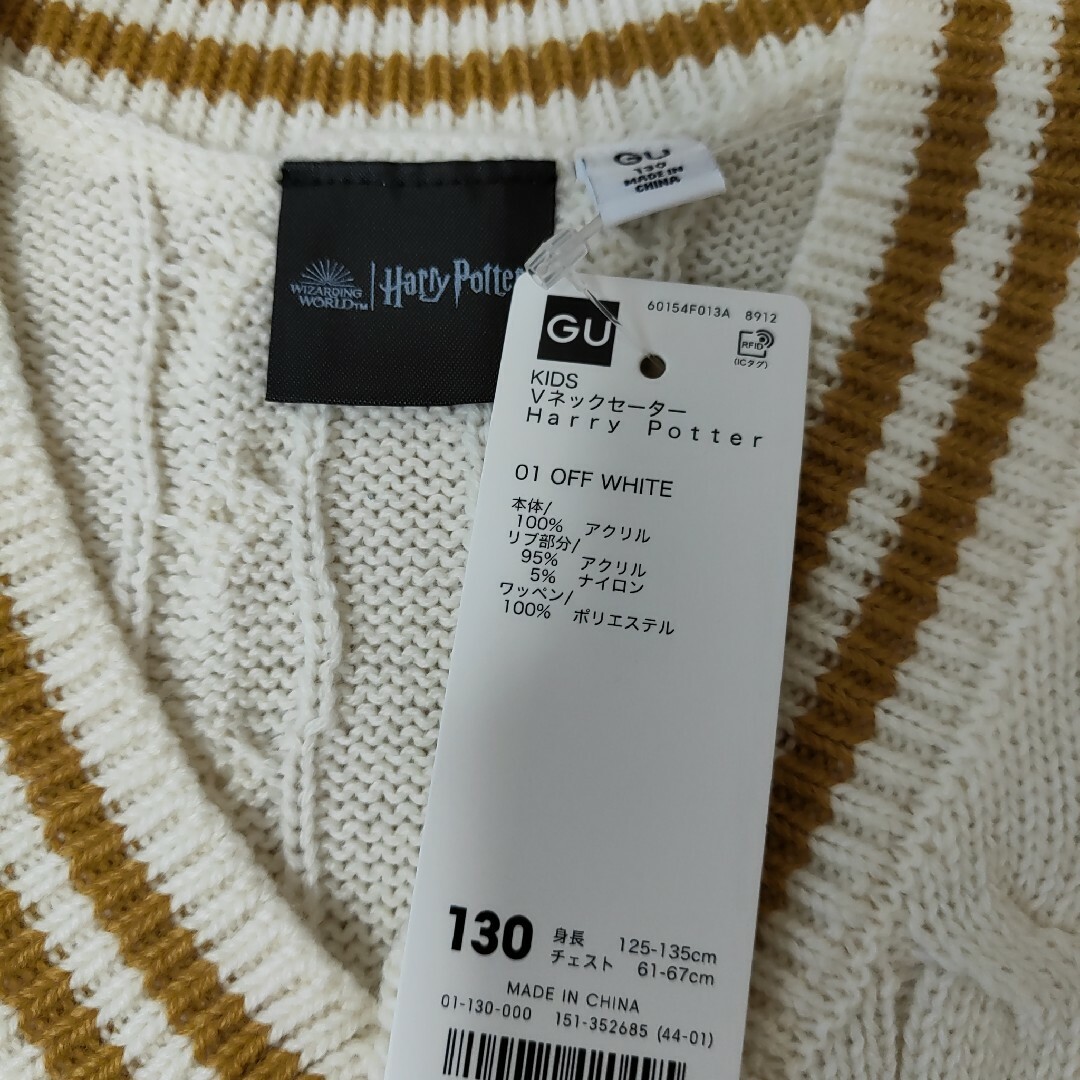 GU
130
MADE IN
CHINA
WIZARDING
WORLD™
Harry Potter
GU
60154F013A 8912
RFID
(ICタグ)
KIDS
Vネックセーター
Harry Potter
01 OFF WHITE
本体/
100% アクリル
リブ部分/
95% アクリル
5% ナイロン
ワッペン/
100% ポリエステル
130
身長 125-135cm
チェスト 61-67cm
MADE IN CHINA
01-130-000 151-352685 (44-01)